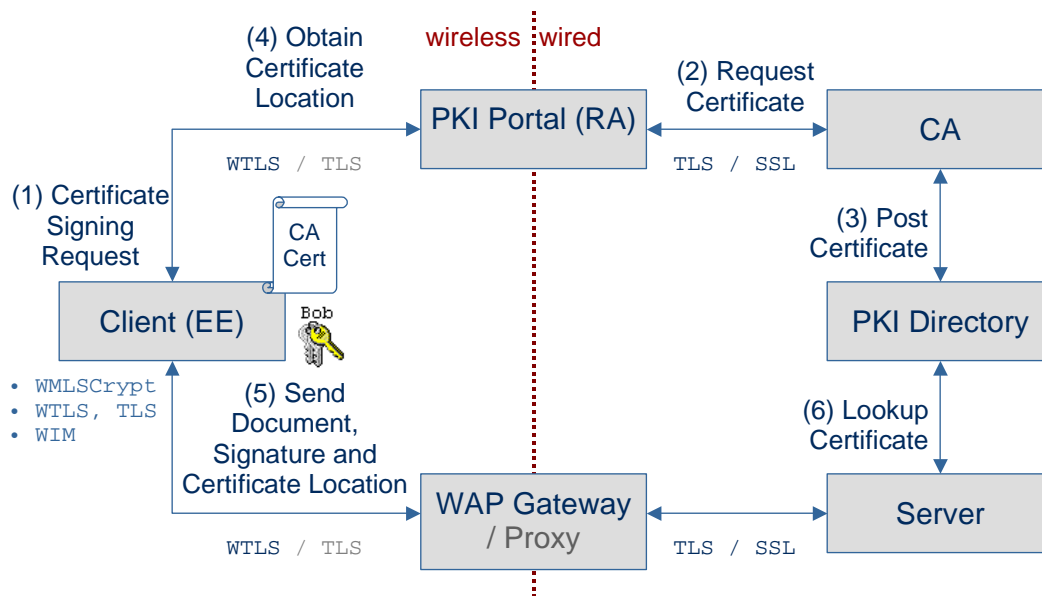 (4) Obtain
Certificate
Location
wireless wired
(2) Request
Certificate
PKI Portal (RA)
CA
WTLS / TLS
TLS / SSL
(1) Certificate
Signing
Request
CA
Cert
(3) Post
Certificate
Bob
Client (EE)
PKI Directory
• WMLSCrypt
• WTLS, TLS
• WIM
(5) Send
Document,
Signature and
Certificate Location
(6) Lookup
Certificate
WAP Gateway
/ Proxy
Server
WTLS / TLS
TLS / SSL